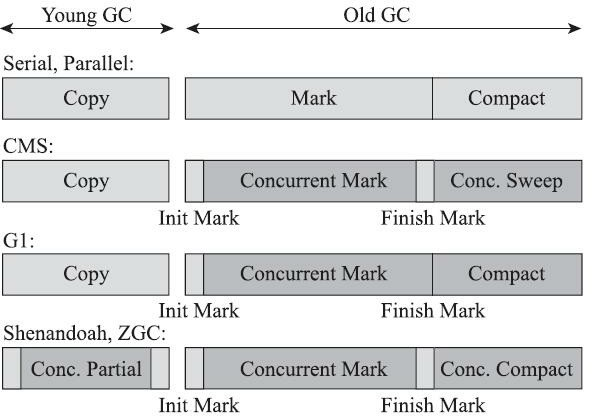 Young GC Old GC
Serial, Parallel:
Copy Mark Compact
CMS:
Copy Concurrent Mark Conc. Sweep
Init Mark Finish Mark
G1:
Copy Concurrent Mark Compact
Init Mark Finish Mark
Shenandoah, ZGC:
Conc. Partial Concurrent Mark Conc. Compact
Init Mark Finish Mark